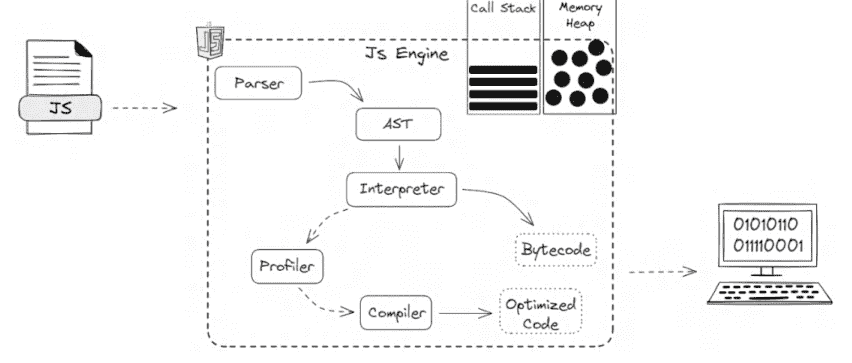 Call Stack
Memory
Heap
JS
Js Engine
Parser
JS
AST
Interpreter
01010110
01110001
Bytecode
Profiler
Compiler
Optimized
Code